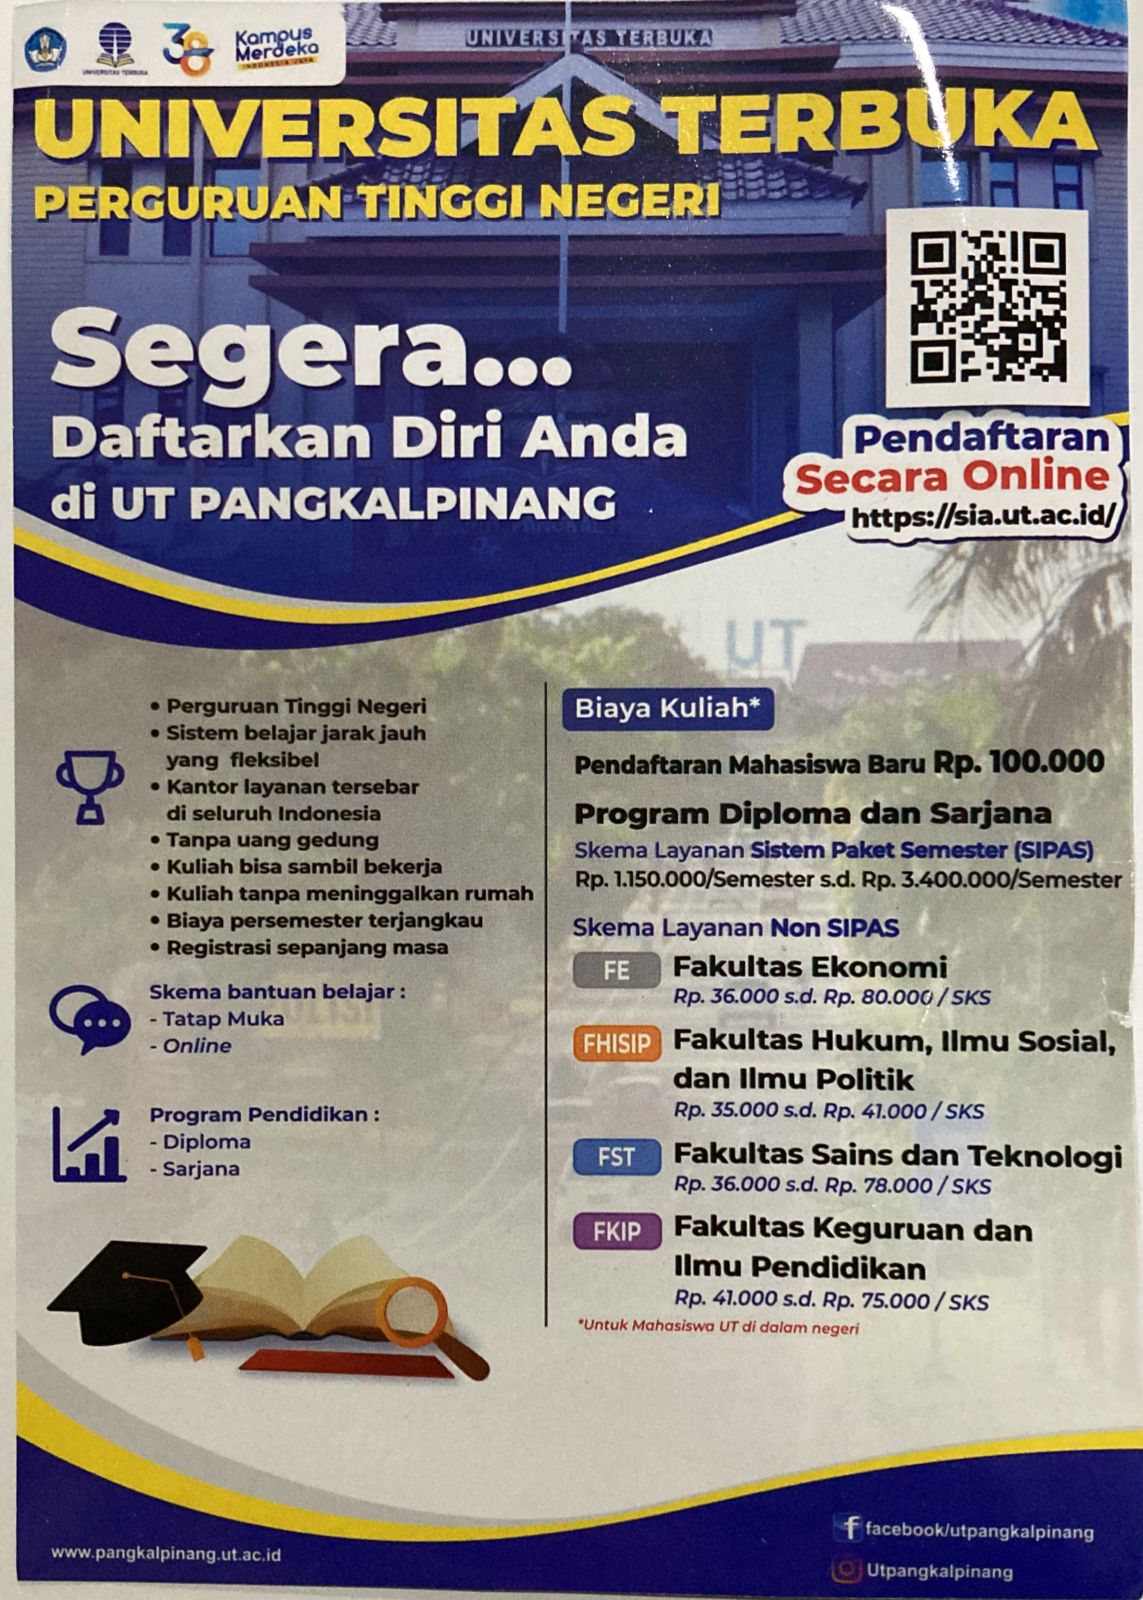 UNIVERSITAS TERBUKA
UNIVERSITAS TERBUKA
38
Kampus
Merdeka
INDONESIA JAYA
UNIVERSITAS TERBUKA
PERGURUAN TINGGI NEGERI
Segera...
Daftarkan Diri Anda
di UT PANGKALPINANG
Pendaftaran
Secara Online
https://sia.ut.ac.id/
UT
• Perguruan Tinggi Negeri
• Sistem belajar jarak jauh
yang fleksibel
• Kantor layanan tersebar
di seluruh Indonesia
• Tanpa uang gedung
• Kuliah bisa sambil bekerja
• Kuliah tanpa meninggalkan rumah
• Biaya persemester terjangkau
• Registrasi sepanjang masa
Skema bantuan belajar :
- Tatap Muka
- Online
Program Pendidikan :
- Diploma
- Sarjana
Biaya Kuliah*
Pendaftaran Mahasiswa Baru Rp. 100.000
Program Diploma dan Sarjana
Skema Layanan Sistem Paket Semester (SIPAS)
Rp. 1.150.000/Semester s.d. Rp. 3.400.000/Semester
Skema Layanan Non SIPAS
FE Fakultas Ekonomi
Rp. 36.000 s.d. Rp. 80.000 / SKS
FHISIP Fakultas Hukum, Ilmu Sosial,
dan Ilmu Politik
Rp. 35.000 s.d. Rp. 41.000 / SKS
FST Fakultas Sains dan Teknologi
Rp. 36.000 s.d. Rp. 78.000 / SKS
FKIP Fakultas Keguruan dan
Ilmu Pendidikan
Rp. 41.000 s.d. Rp. 75.000 / SKS
*Untuk Mahasiswa UT di dalam negeri
www.pangkalpinang.ut.ac.id
facebook/utpangkalpinang
Utpangkalpinang